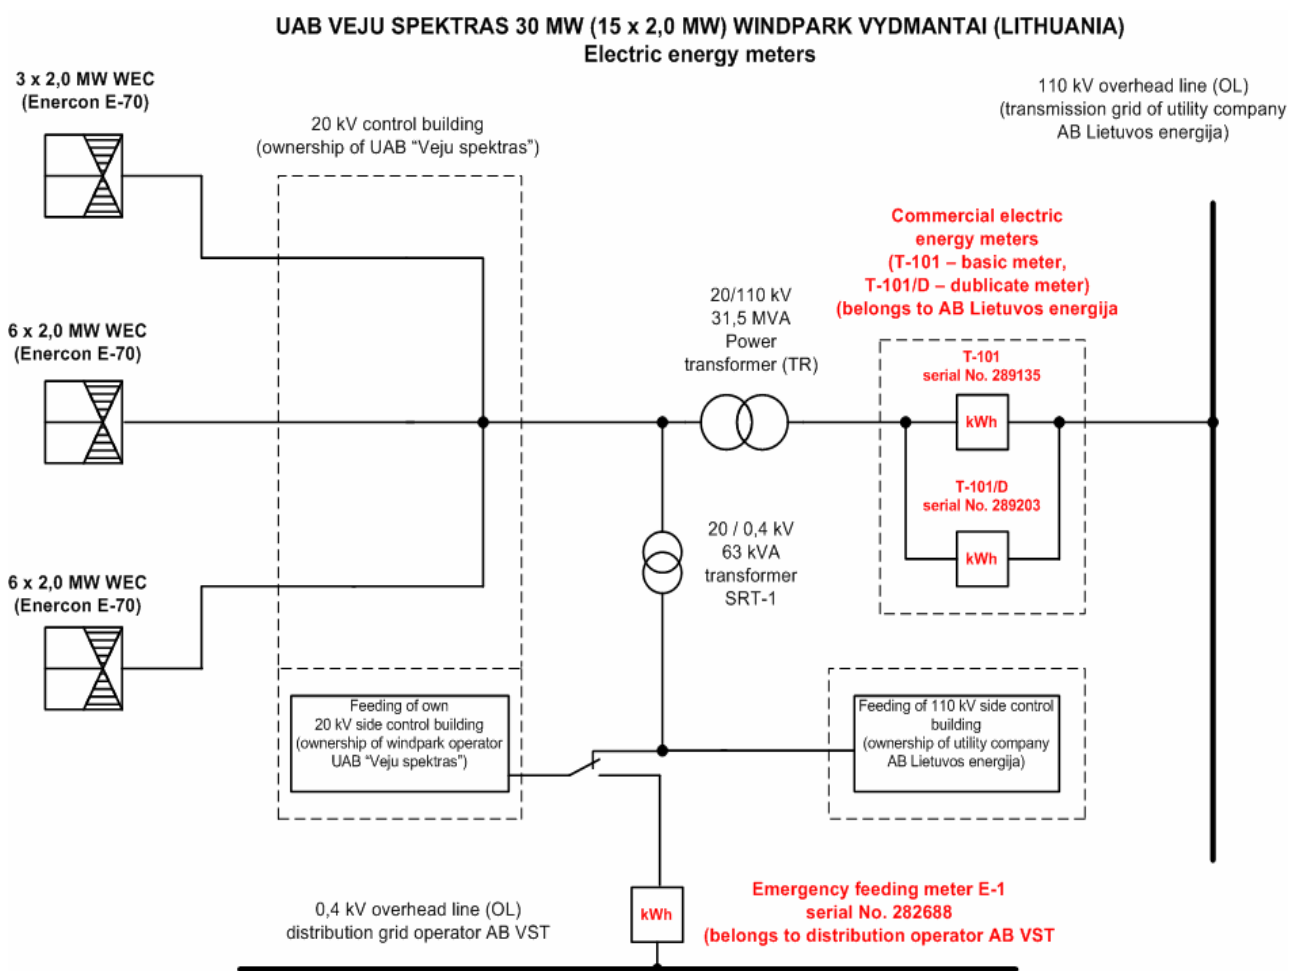 UAB VEJU SPEKTRAS 30 MW (15 x 2,0 MW) WINDPARK VYDMANTAI (LITHUANIA)
Electric energy meters
3 x 2,0 MW WEC
(Enercon E-70)
20 kV control building
(ownership of UAB “Veju spektras”)
110 kV overhead line (OL)
(transmission grid of utility company
AB Lietuvos energija)
Commercial electric
energy meters
(T-101 – basic meter,
T-101/D – dublicate meter)
(belongs to AB Lietuvos energija
20/110 kV
31,5 MVA
Power
transformer (TR)
6 x 2,0 MW WEC
(Enercon E-70)
T-101
serial No. 289135
kWh
T-101/D
serial No. 289203
kWh
20 / 0,4 kV
63 kVA
transformer
SRT-1
6 x 2,0 MW WEC
(Enercon E-70)
Feeding of own
20 kV side control building
(ownership of windpark operator
UAB “Veju spektras”)
Feeding of 110 kV side control
building
(ownership of utility company
AB Lietuvos energija)
0,4 kV overhead line (OL)
distribution grid operator AB VST
kWh
Emergency feeding meter E-1
serial No. 282688
(belongs to distribution operator AB VST